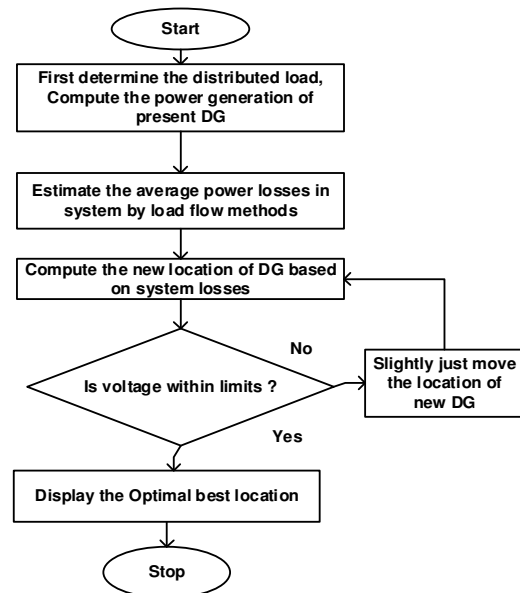 Start
First determine the distributed load,
Compute the power generation of
present DG
Estimate the average power losses in
system by load flow methods
Compute the new location of DG based
on system losses
No
Is voltage within limits ?
Slightly just move
the location of
new DG
Yes
Display the Optimal best location
Stop